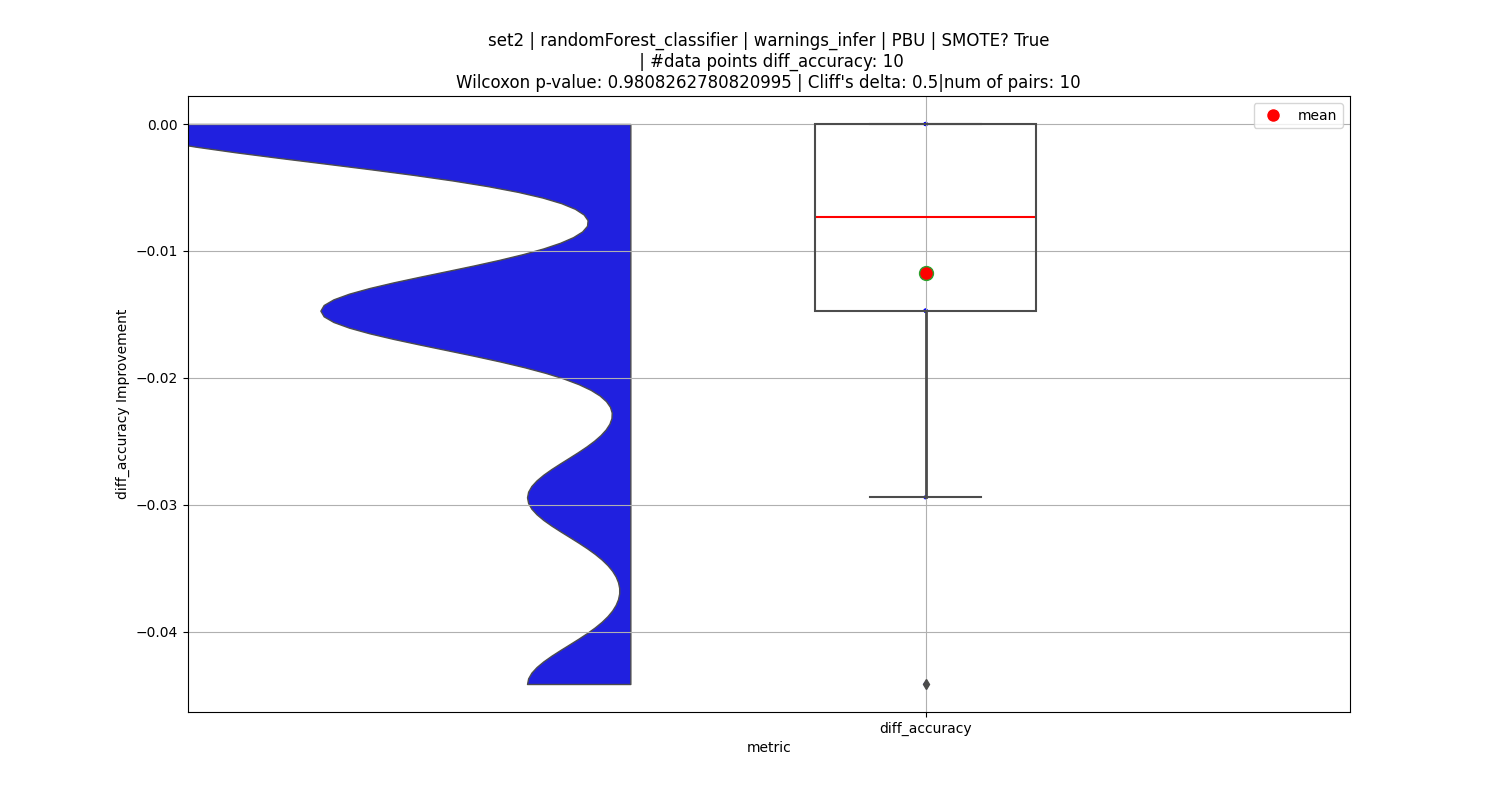 set2 | randomForest_classifier | warnings_infer | PBU | SMOTE? True
| #data points diff_accuracy: 10
Wilcoxon p-value: 0.9808262780820995 | Cliff's delta: 0.5|num of pairs: 10
mean
0.00
−0.01
−0.02
−0.03
−0.04
diff_accuracy Improvement
diff_accuracy
metric